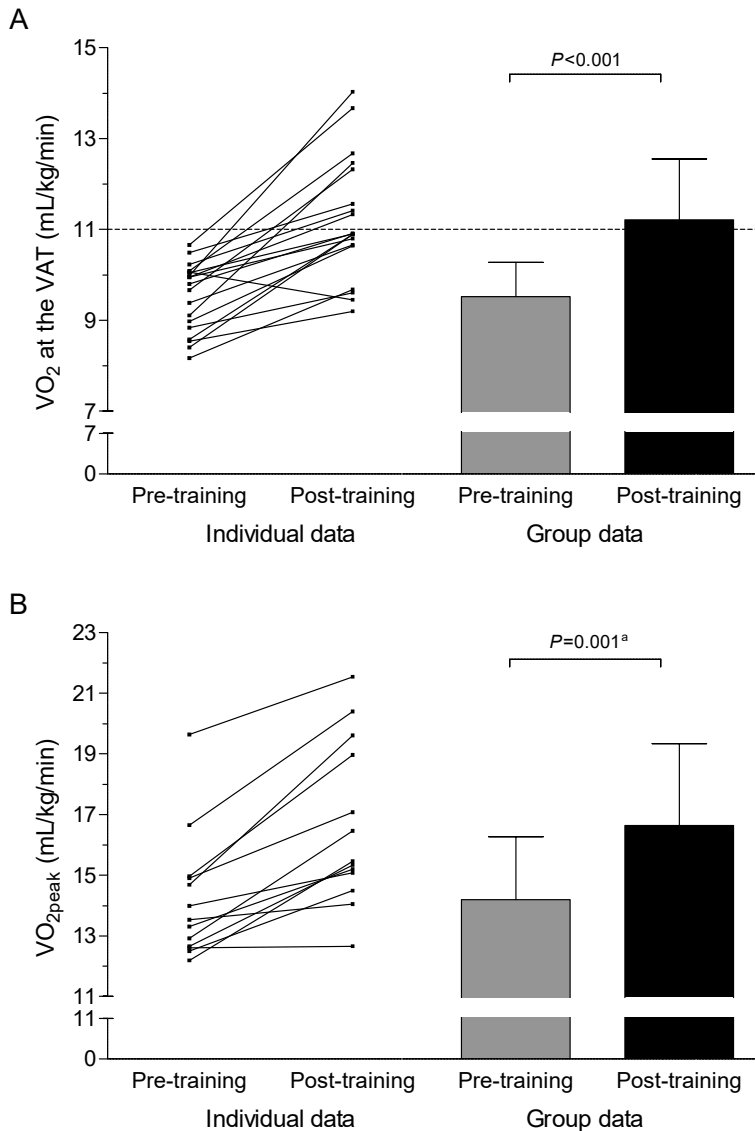 A
VO2 at the VAT (mL/kg/min)
15
13
11
9
7
7
0
P<0.001
Pre-training Post-training Pre-training Post-training
Individual data Group data
B
VO2peak (mL/kg/min)
23
21
19
17
15
13
11
11
0
P=0.001a
Pre-training Post-training Pre-training Post-training
Individual data Group data